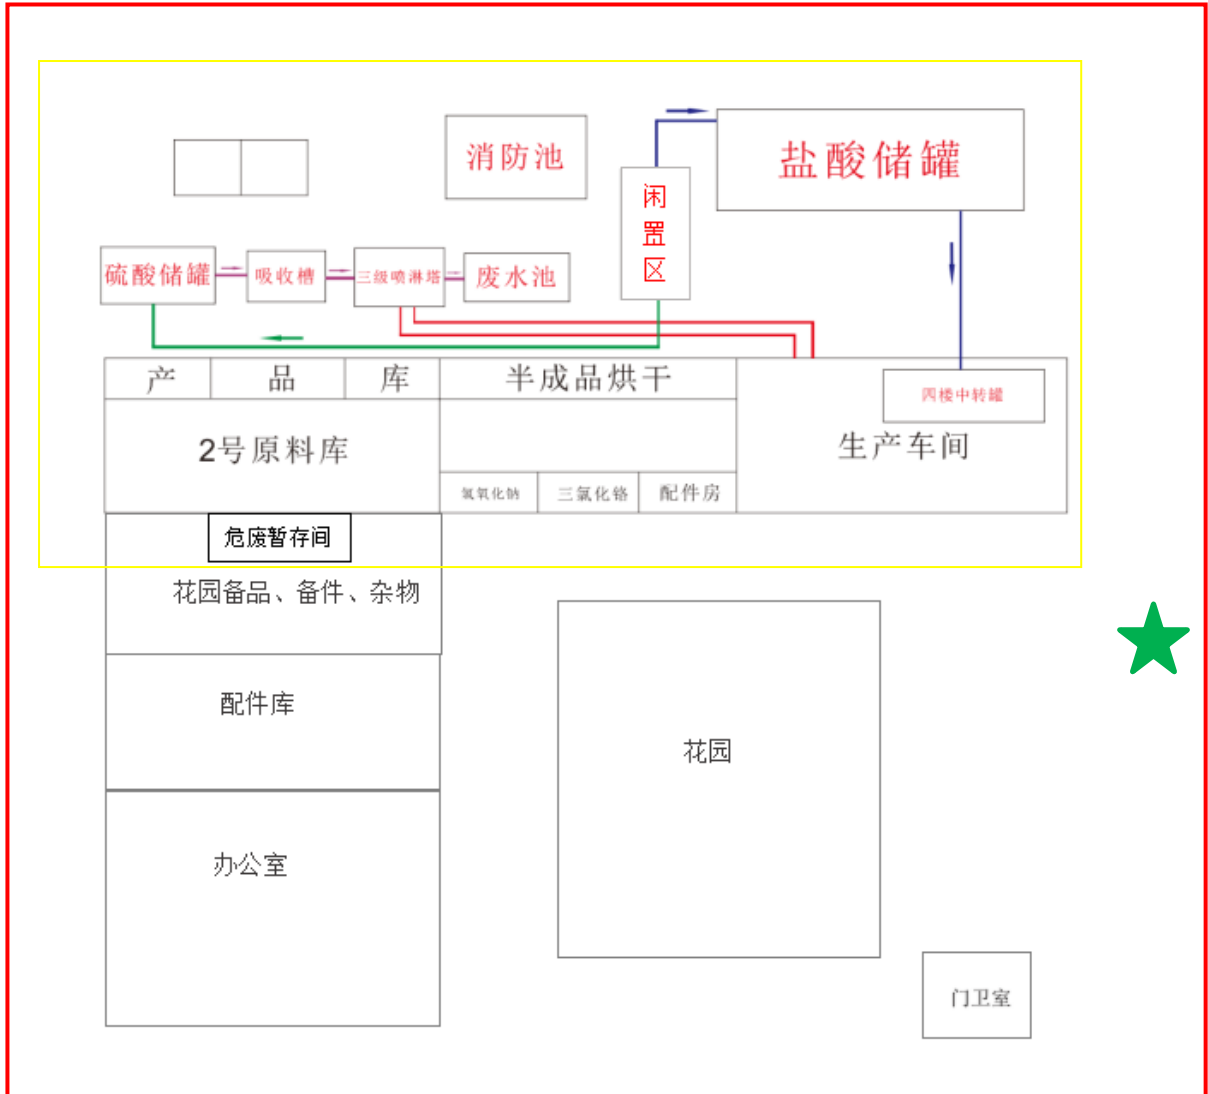 消防池
盐酸储罐
闲置区
硫酸储罐
吸收槽
三级喷淋塔
废水池
产品库
半成品烘干
四楼中转罐
2号原料库
生产车间
氢氧化钠
三氯化铬
配件房
危废暂存间
花园备品、备件、杂物
配件库
花园
办公室
门卫室